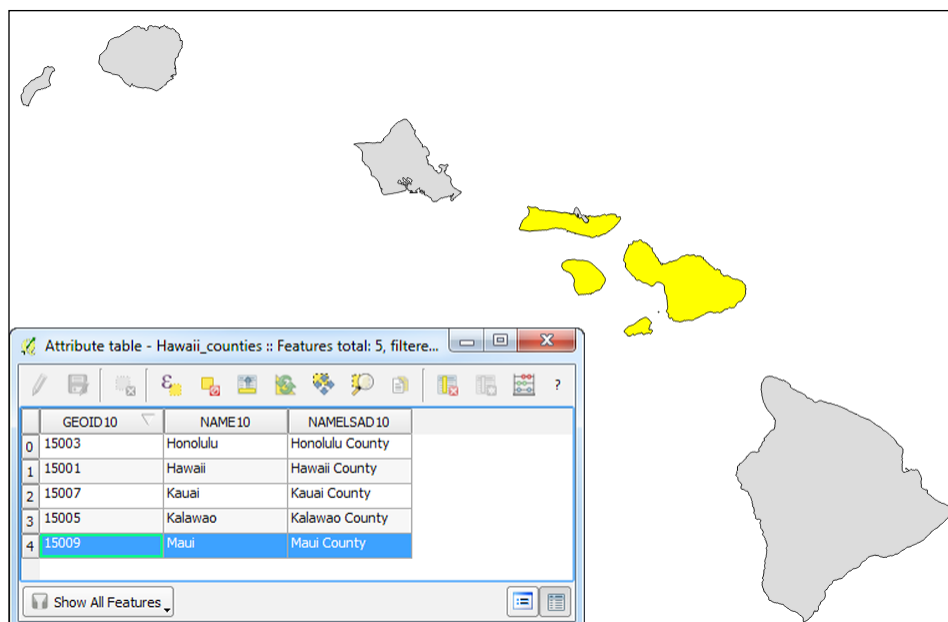 Attribute table - Hawaii_counties :: Features total: 5, filtere...
ε
?
GEOID10 NAME10 NAMELSAD10
0 15003 Honolulu Honolulu County
1 15001 Hawaii Hawaii County
2 15007 Kauai Kauai County
3 15005 Kalawao Kalawao County
4 15009 Maui Maui County
Show All Features